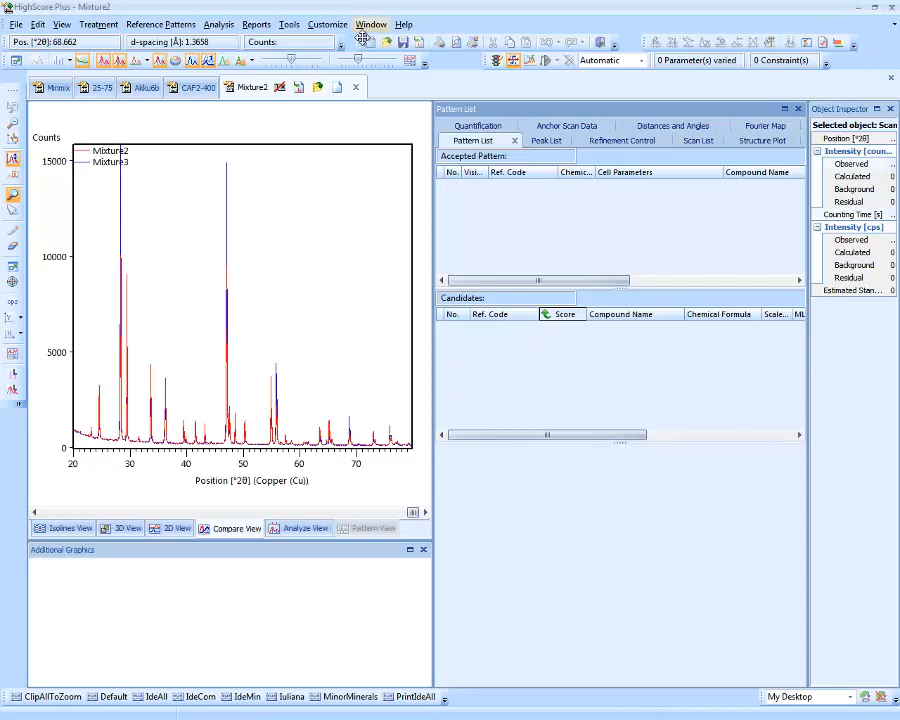 HighScore Plus - Mixture2
File Edit View Treatment Reference Patterns Analysis Reports Tools Customize Window Help
Pos. [°2θ]: 68.662 d-spacing [Å]: 1.3658 Counts:
Automatic 0 Parameter(s) varied 0 Constraint(s)
Minmix 25-75 Akku6b CAF2-400 Mixture2
Pattern List
Object Inspector
Quantification Anchor Scan Data Distances and Angles Fourier Map
Selected object: Scan
Pattern List Peak List Refinement Control Scan List Structure Plot
Position [°2θ] ..
Counts
Accepted Pattern:
Intensity [coun...
Mixture2
Mixture3
No. Visi... Ref. Code Chemic... Cell Parameters Compound Name
Observed ..
Calculated 0
Background 0
Residual 0
Counting Time [s]
Intensity [cps]
Observed ..
Calculated 0
Background 0
Residual 0
Estimated Stan...
Candidates:
No. Ref. Code Score Compound Name Chemical Formula Scale... ML
15000
10000
5000
0
20 30 40 50 60 70
Position [°2θ] (Copper (Cu))
Isolines View 3D View 2D View Compare View Analyze View Pattern View
Additional Graphics
ClipAllToZoom Default IdeAll IdeCom IdeMin Iuliana MinorMinerals PrintIdeAll My Desktop
cps